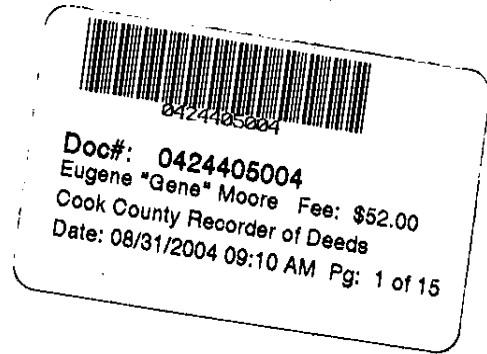 0424405004
Doc#: 0424405004
Eugene "Gene" Moore Fee: $52.00
Cook County Recorder of Deeds
Date: 08/31/2004 09:10 AM Pg: 1 of 15